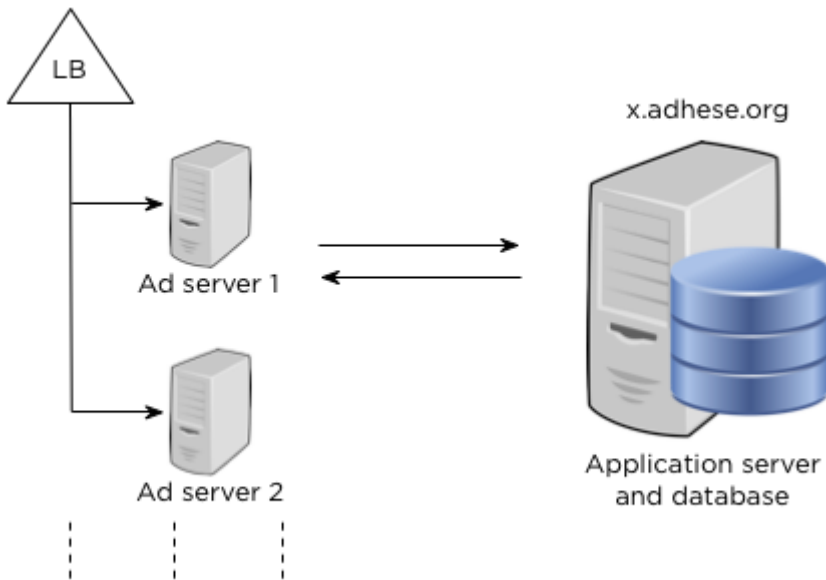 LB
x.adhese.org
Ad server 1
Ad server 2
Application server
and database